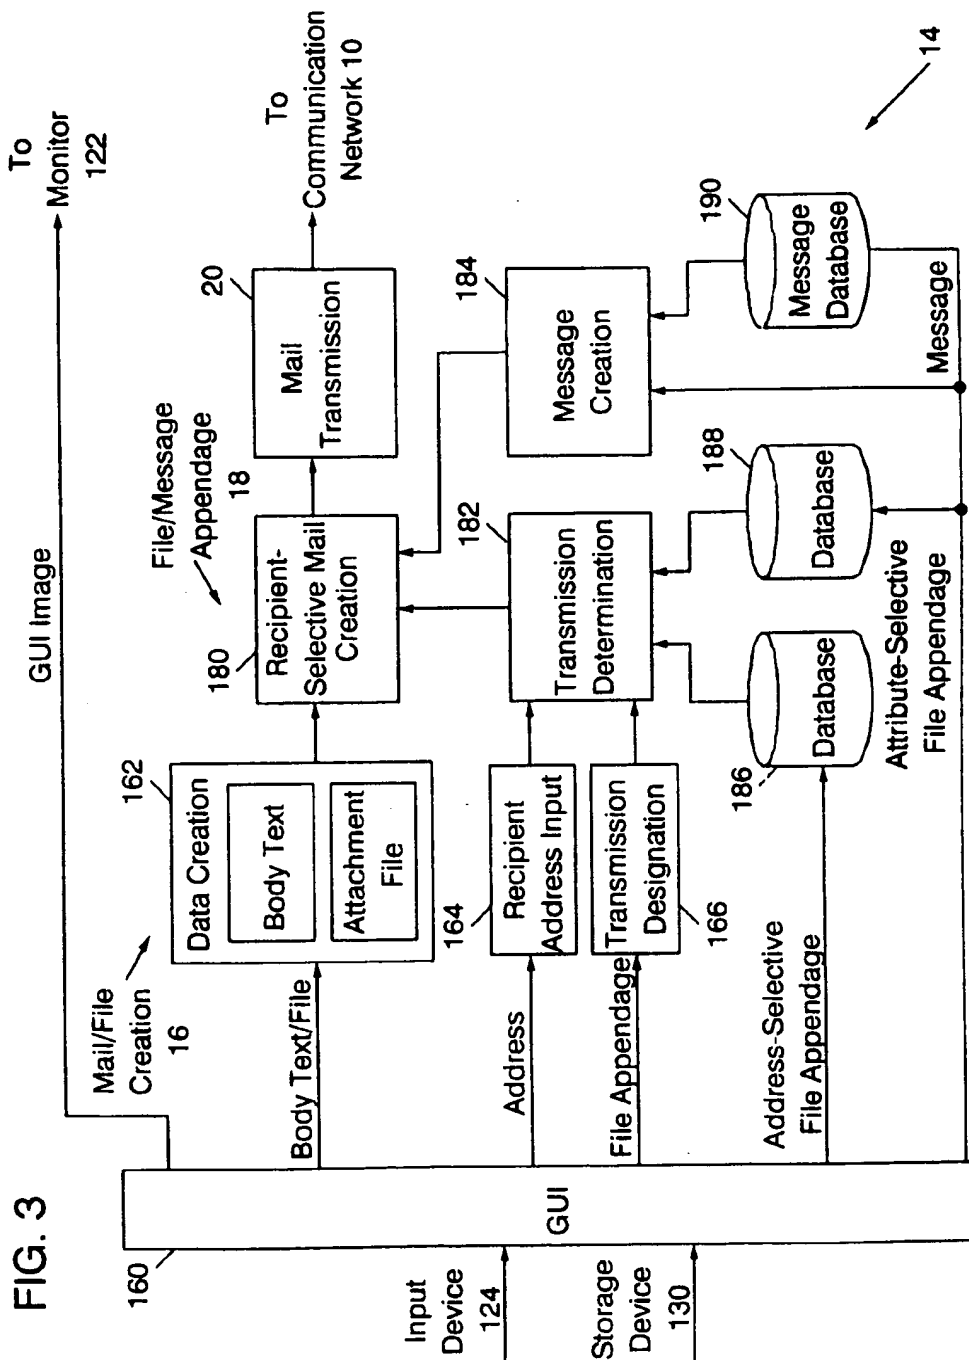 FIG. 3
160
GUI
Input
Device
124
Storage
Device
130
GUI Image
To
Monitor
122
Mail/File
Creation
16
Body Text/File
162
Data Creation
Body Text
Attachment
File
File/Message
Appendage
18
180
Recipient-
Selective Mail
Creation
20
Mail
Transmission
To
Communication
Network 10
Address
164
Recipient
Address Input
File Appendage
Transmission
Designation
166
182
Transmission
Determination
184
Message
Creation
Address-Selective
File Appendage
186
Database
188
Database
190
Message
Database
Attribute-Selective
File Appendage
Message
14